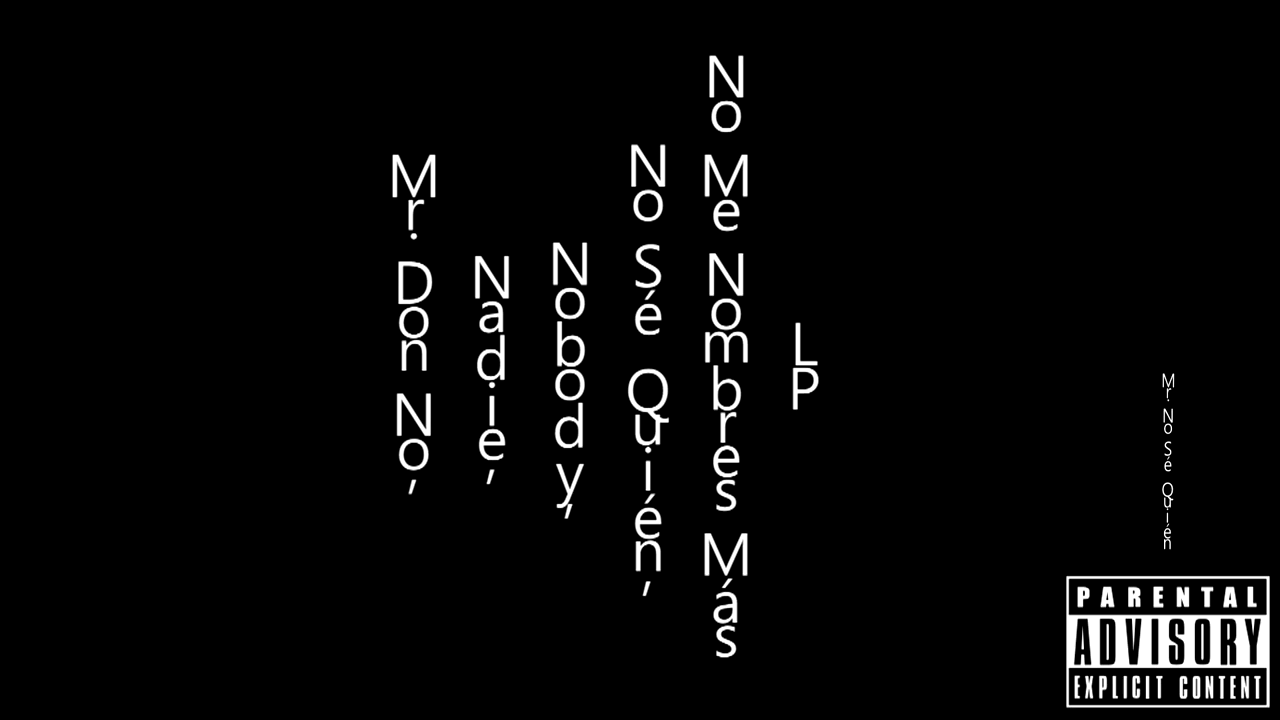 Mr. Don No,
Nadie,
Nobody,
No Sé Quién,
No Me Nombres Más
LP
Mr. No Sé Quién
PARENTAL
ADVISORY
EXPLICIT CONTENT